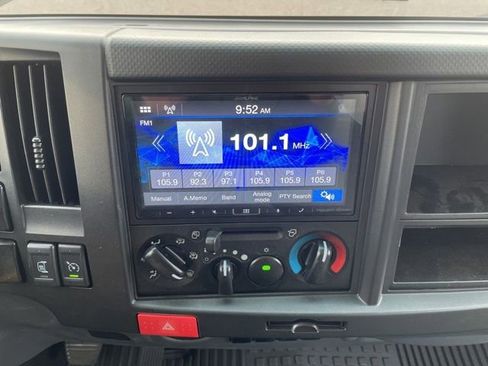 ALPINE
9:52 AM
FM1
101.1 MHz
P1 P2 P3 P4 P5 P6
105.9 92.3 97.1 105.9 105.9 105.9
Manual A.Memo Band Analog mode PTY Search